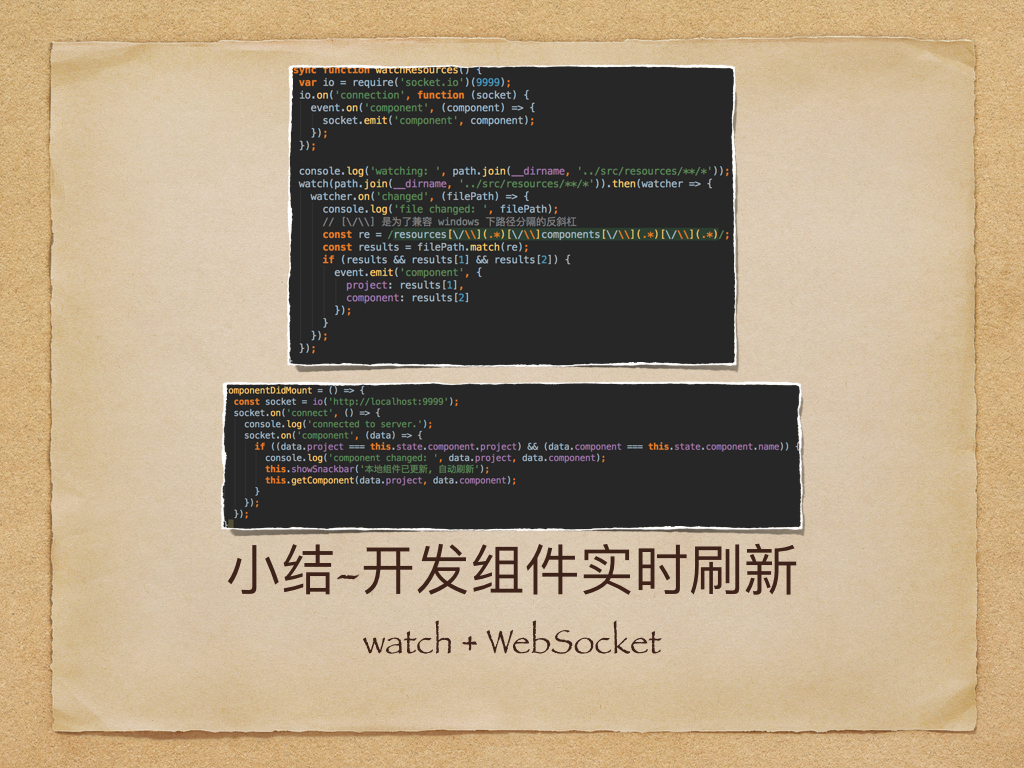 sync function watchResources() {
var io = require('socket.io')(9999);
io.on('connection', function (socket) {
event.on('component', (component) => {
socket.emit('component', component);
});
});
console.log('watching: ', path.join(__dirname, '../src/resources/**/*'));
watch(path.join(__dirname, '../src/resources/**/*')).then(watcher => {
watcher.on('changed', (filePath) => {
console.log('file changed: ', filePath);
// [\/\\] 是为了兼容 windows 下路径分隔的反斜杠
const re = /resources[\/\\](.*)[\/\\]components[\/\\](.*)[\/\\](.*)/;
const results = filePath.match(re);
if (results && results[1] && results[2]) {
event.emit('component', {
project: results[1],
component: results[2]
});
}
});
});
omponentDidMount = () => {
const socket = io('http://localhost:9999');
socket.on('connect', () => {
console.log('connected to server.');
socket.on('component', (data) => {
if ((data.project === this.state.component.project) && (data.component === this.state.component.name)) {
console.log('component changed: ', data.project, data.component);
this.showSnackbar('本地组件已更新, 自动刷新');
this.getComponent(data.project, data.component);
}
});
});
小结-开发组件实时刷新
watch + WebSocket